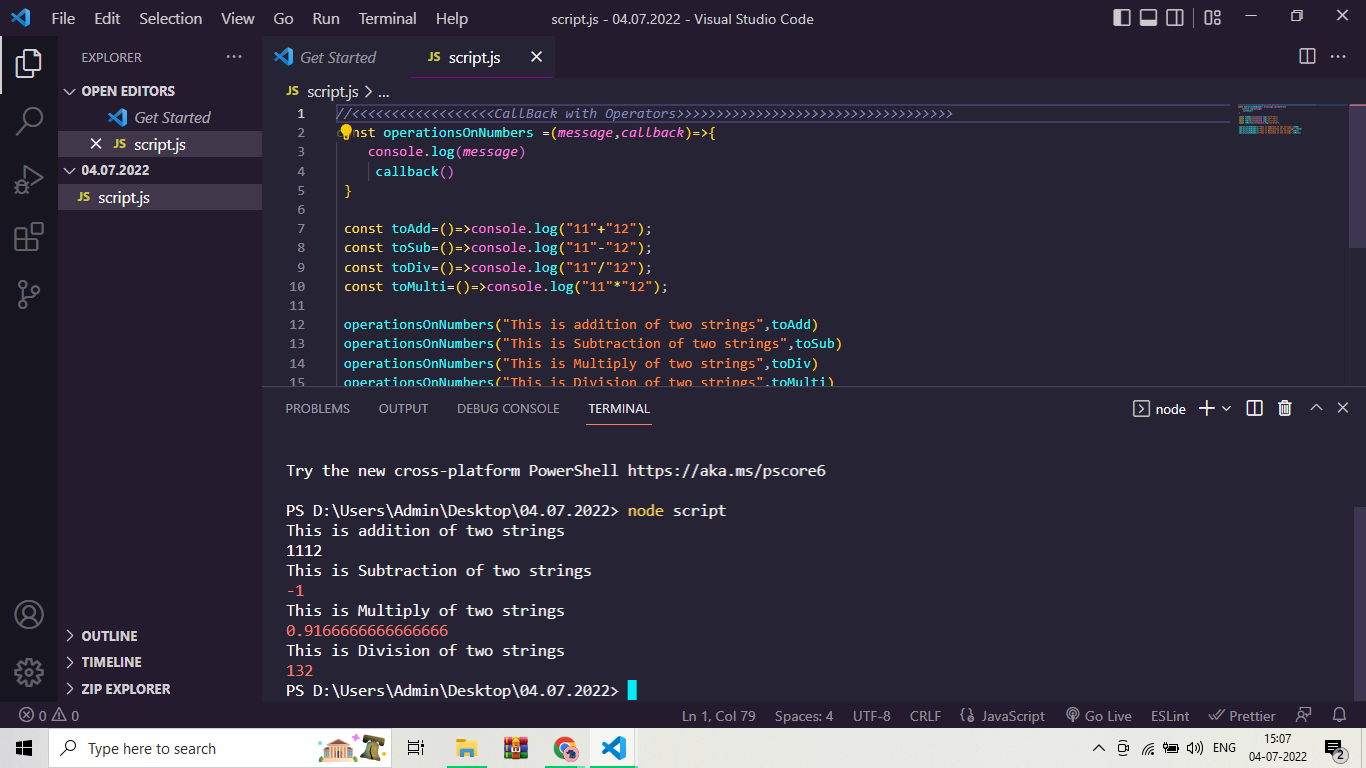 File Edit Selection View Go Run Terminal Help script.js - 04.07.2022 - Visual Studio Code
EXPLORER ...
OPEN EDITORS
Get Started
JS script.js
04.07.2022
JS script.js
OUTLINE
TIMELINE
ZIP EXPLORER
Get Started JS script.js
JS script.js > ...
1 //<<<<<<<<<<<<<<<<<<CallBack with Operators>>>>>>>>>>>>>>>>>>>>>>>>>>>>>>>>>>>
2 nst operationsOnNumbers =(message,callback)=>{
3 console.log(message)
4 callback()
5 }
6
7 const toAdd=()=>console.log("11"+"12");
8 const toSub=()=>console.log("11"-"12");
9 const toDiv=()=>console.log("11"/"12");
10 const toMulti=()=>console.log("11"*"12");
11
12 operationsOnNumbers("This is addition of two strings",toAdd)
13 operationsOnNumbers("This is Subtraction of two strings",toSub)
14 operationsOnNumbers("This is Multiply of two strings",toDiv)
15 operationsOnNumbers("This is Division of two strings",toMulti)
PROBLEMS OUTPUT DEBUG CONSOLE TERMINAL node
Try the new cross-platform PowerShell https://aka.ms/pscore6
PS D:\Users\Admin\Desktop\04.07.2022> node script
This is addition of two strings
1112
This is Subtraction of two strings
-1
This is Multiply of two strings
0.9166666666666666
This is Division of two strings
132
PS D:\Users\Admin\Desktop\04.07.2022>
0 0 Ln 1, Col 79 Spaces: 4 UTF-8 CRLF JavaScript Go Live ESLint Prettier
Type here to search ENG 15:07
04-07-2022 2